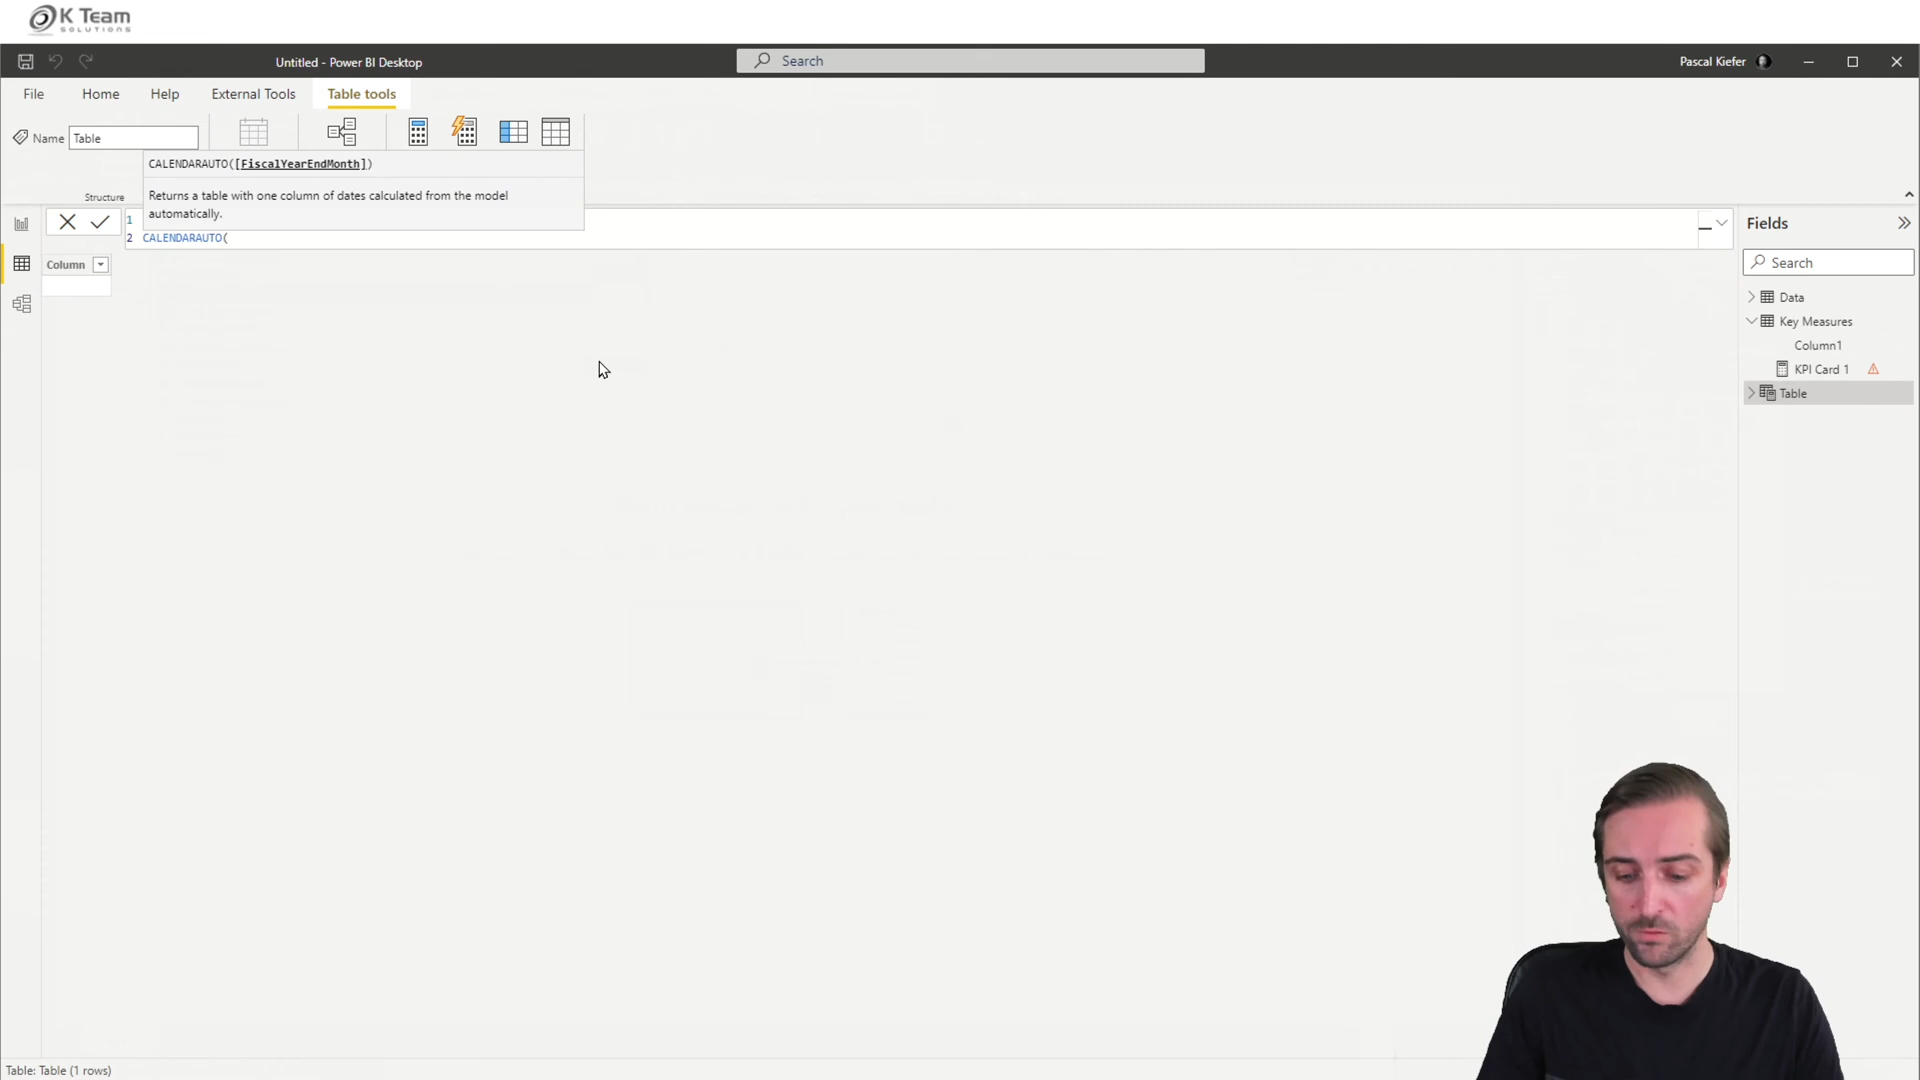 K Team
SOLUTIONS
Untitled - Power BI Desktop
Search
Pascal Kiefer
File
Home
Help
External Tools
Table tools
Name
Table
CALENDARAUTO([FiscalYearEndMonth])
Returns a table with one column of dates calculated from the model
automatically.
Structure
1
2 CALENDARAUTO(
Column
Fields
Search
Data
Key Measures
Column1
KPI Card 1
Table
Table: Table (1 rows)